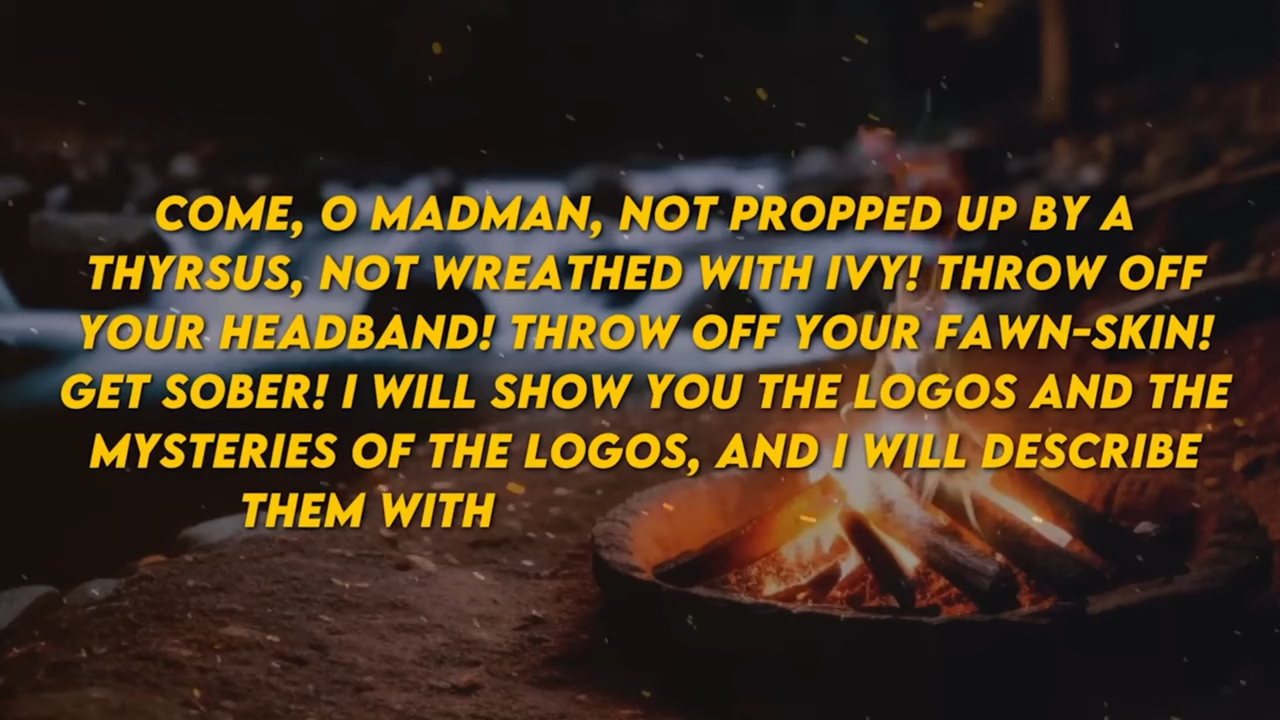 COME, O MADMAN, NOT PROPPED UP BY A
THYRSUS, NOT WREATHED WITH IVY! THROW OFF
YOUR HEADBAND! THROW OFF YOUR FAWN-SKIN!
GET SOBER! I WILL SHOW YOU THE LOGOS AND THE
MYSTERIES OF THE LOGOS, AND I WILL DESCRIBE
THEM WITH